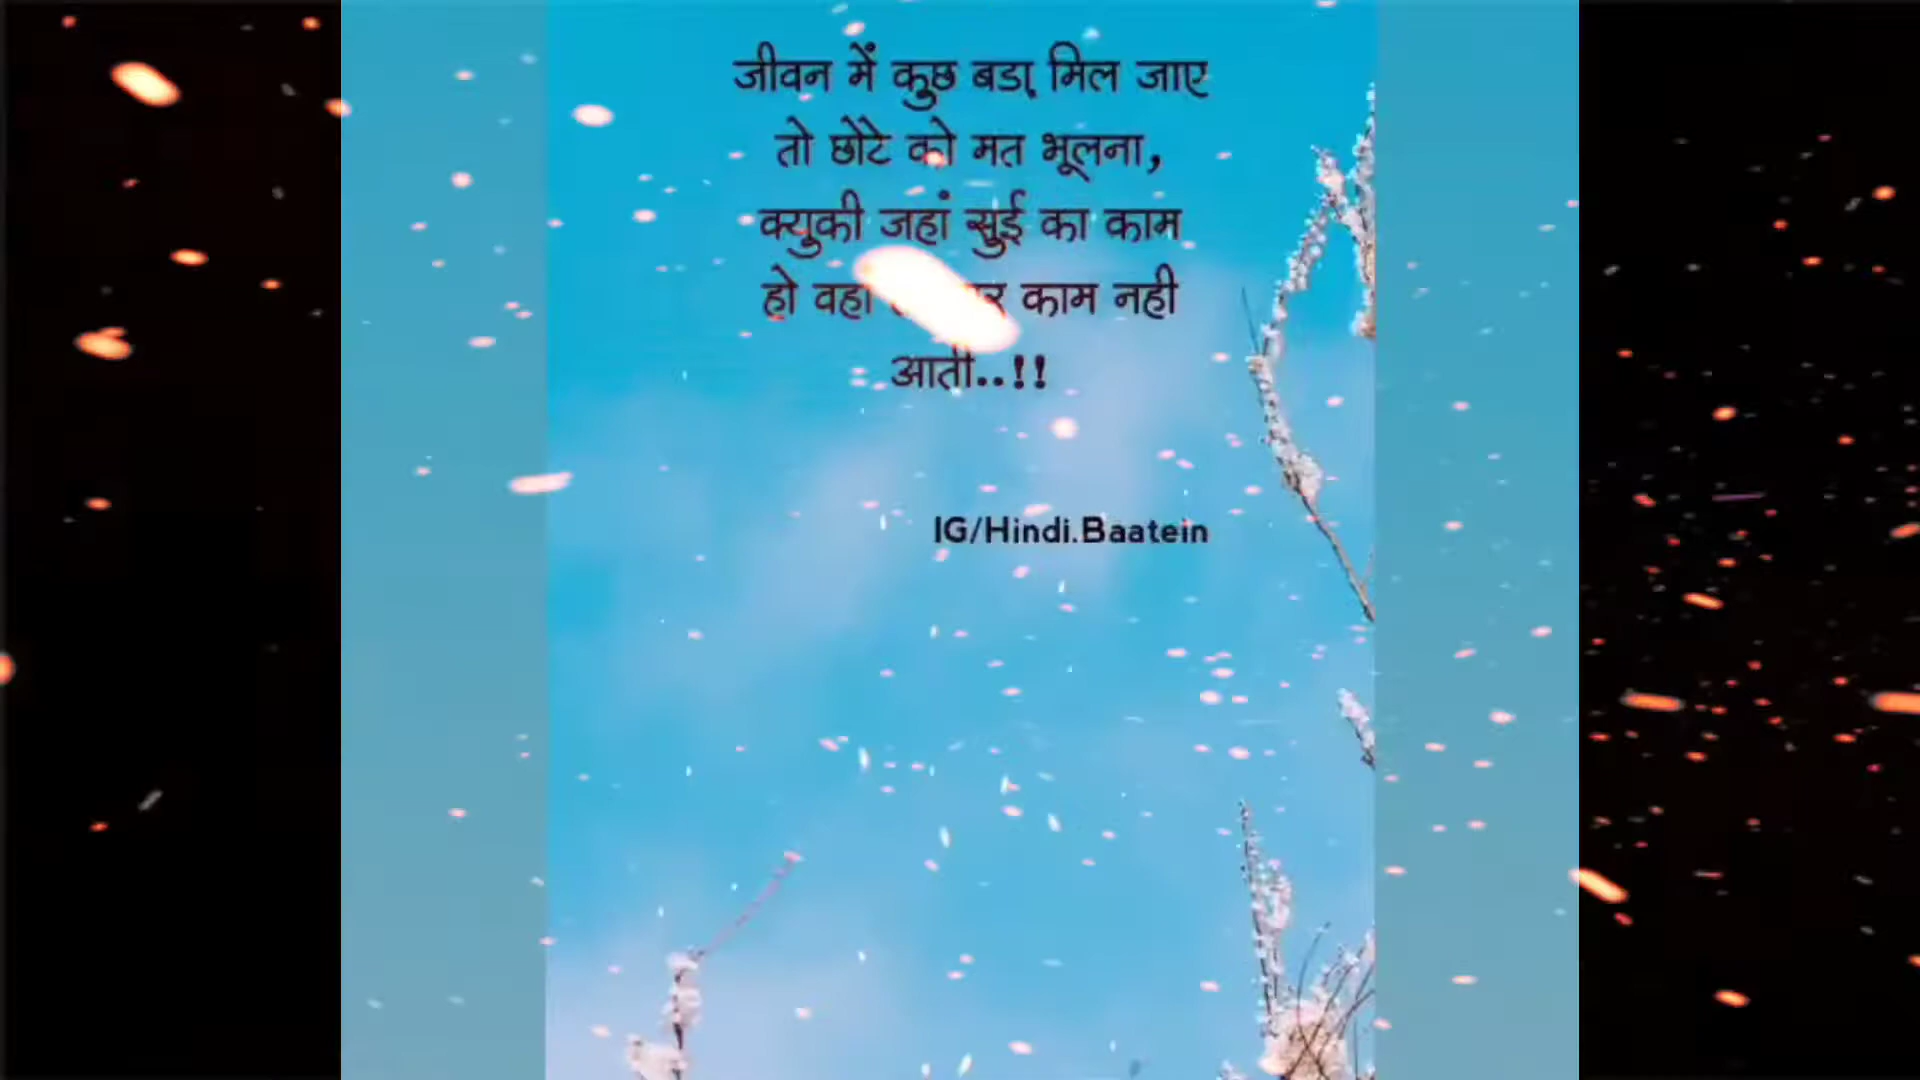 जीवन में कुछ बडा़ मिल जाए
तो छोटे को मत भूलना,
क्युकी जहां सुई का काम
हो वहा काम नही
आती..!!
IG/Hindi.Baatein